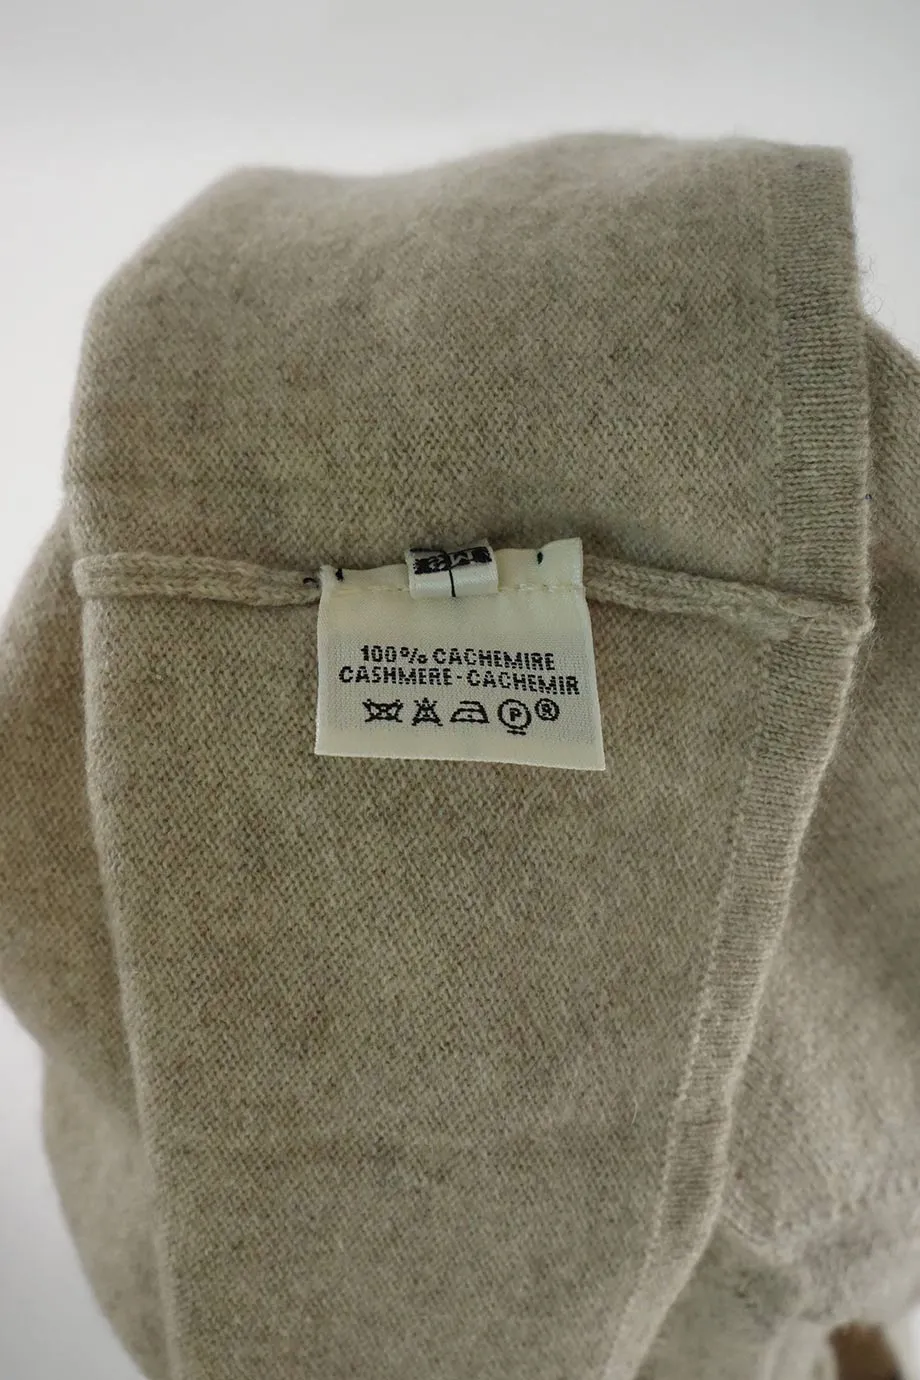 M
100% CACHEMIRE
CASHMERE-CACHEMIR
P ®